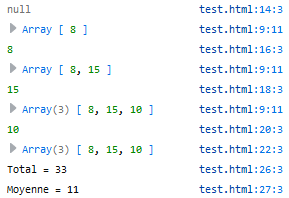 null test.html:14:3
Array [ 8 ] test.html:9:11
8 test.html:16:3
Array [ 8, 15 ] test.html:9:11
15 test.html:18:3
Array(3) [ 8, 15, 10 ] test.html:9:11
10 test.html:20:3
Array(3) [ 8, 15, 10 ] test.html:22:3
Total = 33 test.html:26:3
Moyenne = 11 test.html:27:3